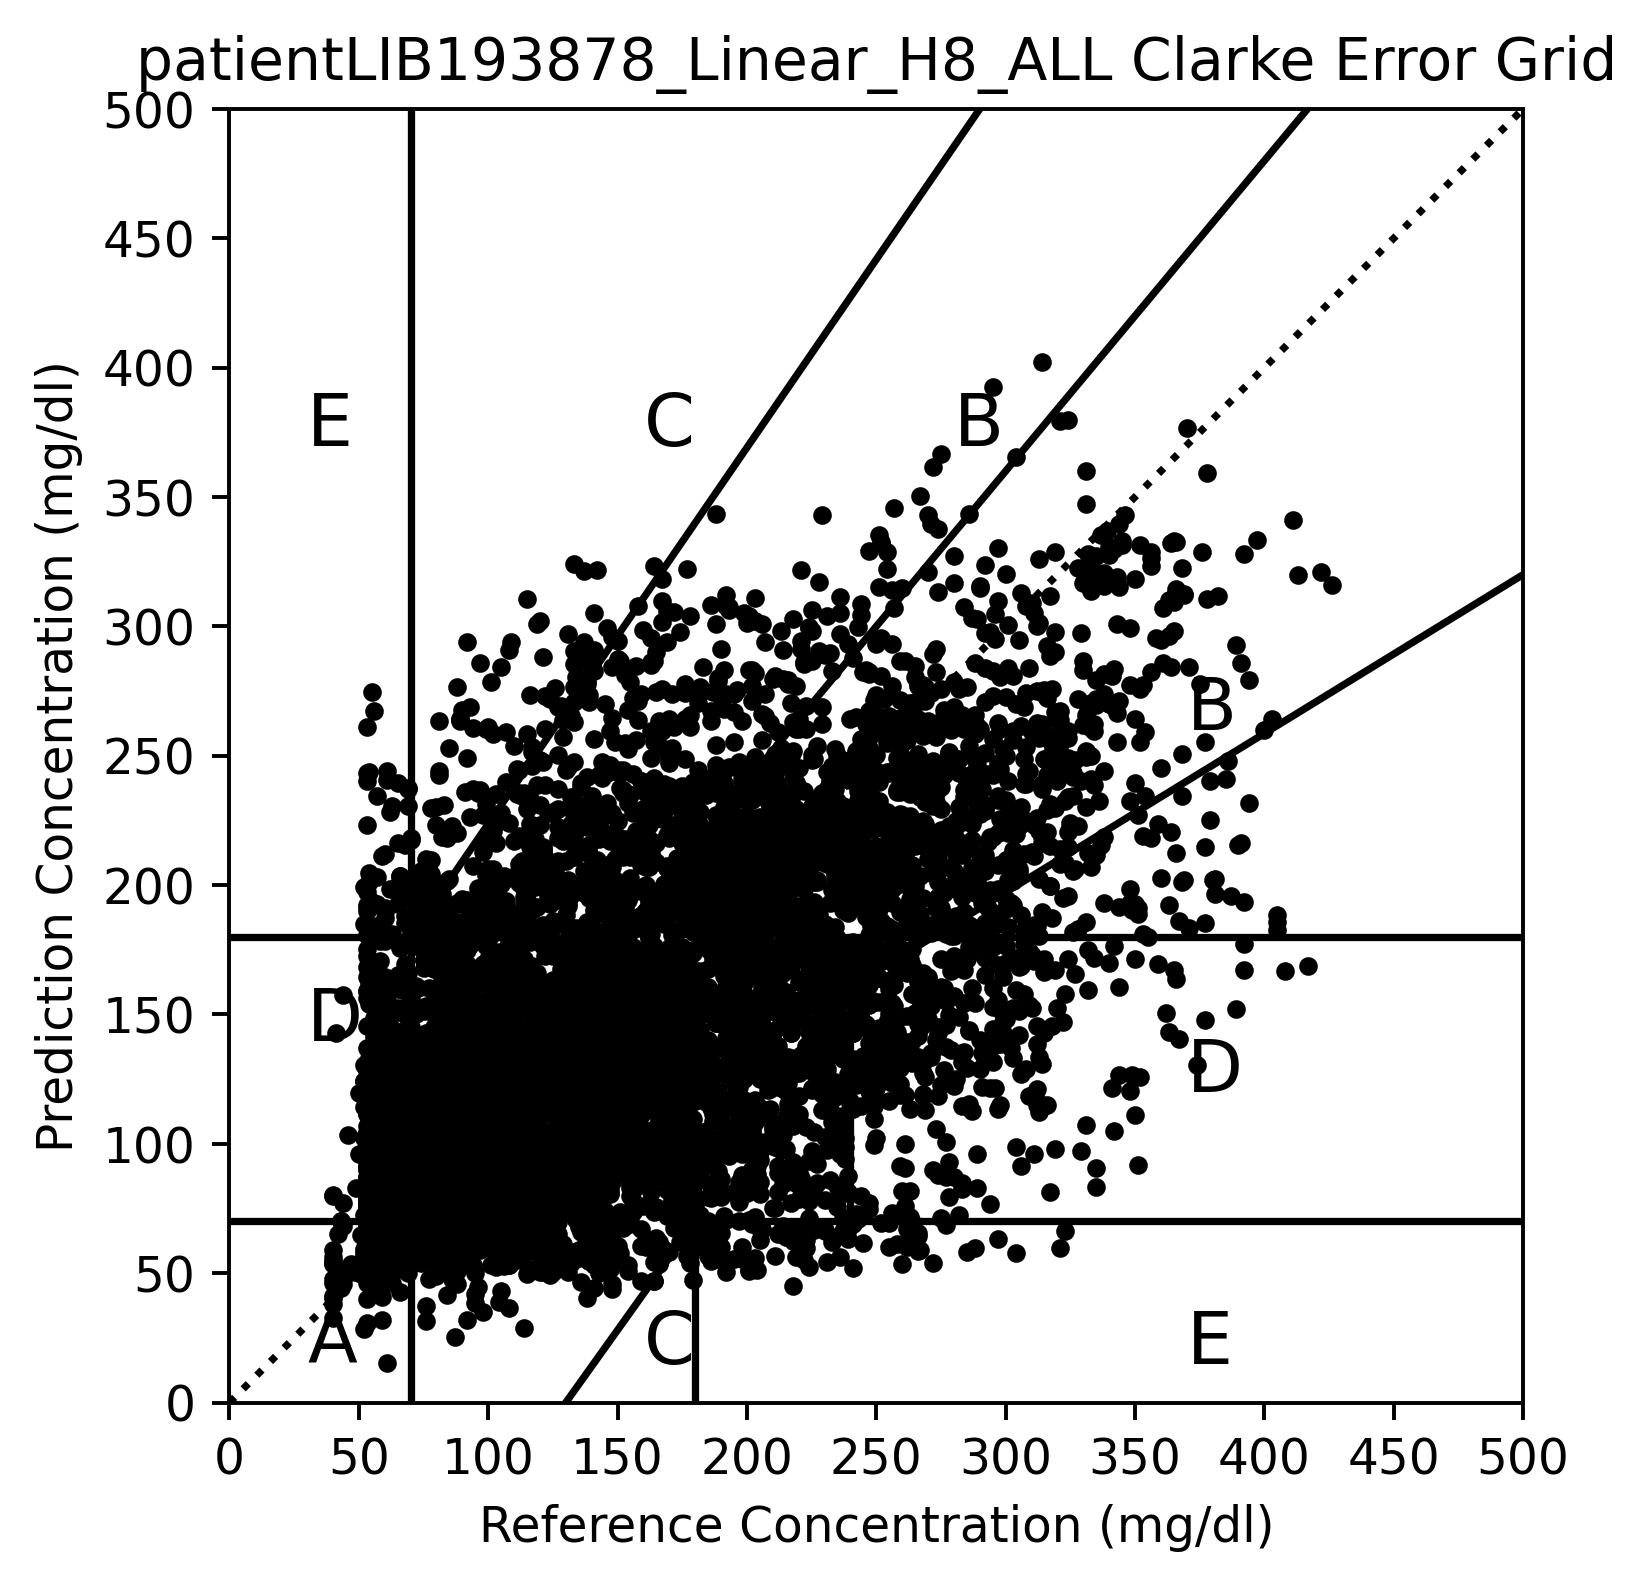 patientLIB193878_Linear_H8_ALL Clarke Error Grid
Prediction Concentration (mg/dl)
500
450
400
350
300
250
200
150
100
50
0
E
C
B
B
D
D
A
C
E
0 50 100 150 200 250 300 350 400 450 500
Reference Concentration (mg/dl)